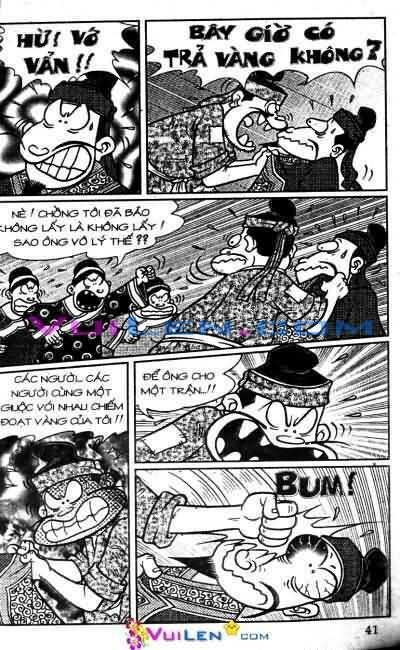 HỪ! VỚ
VẨN!!
BÂY GIỜ CÓ
TRẢ VÀNG KHÔNG?
NÈ! CHỒNG TÔI ĐÃ BẢO
KHÔNG LẤY LÀ KHÔNG LẤY!
SAO ÔNG VÔ LÝ THẾ??
VUILEN.COM
CÁC NGƯỜI... CÁC
NGƯỜI CÙNG MỘT
GIUỘC VỚI NHAU CHIẾM
ĐOẠT VÀNG CỦA TÔI!!
ĐỂ ÔNG CHO
MỘT TRẬN...!!
BUM!
41
VUILEN.COM